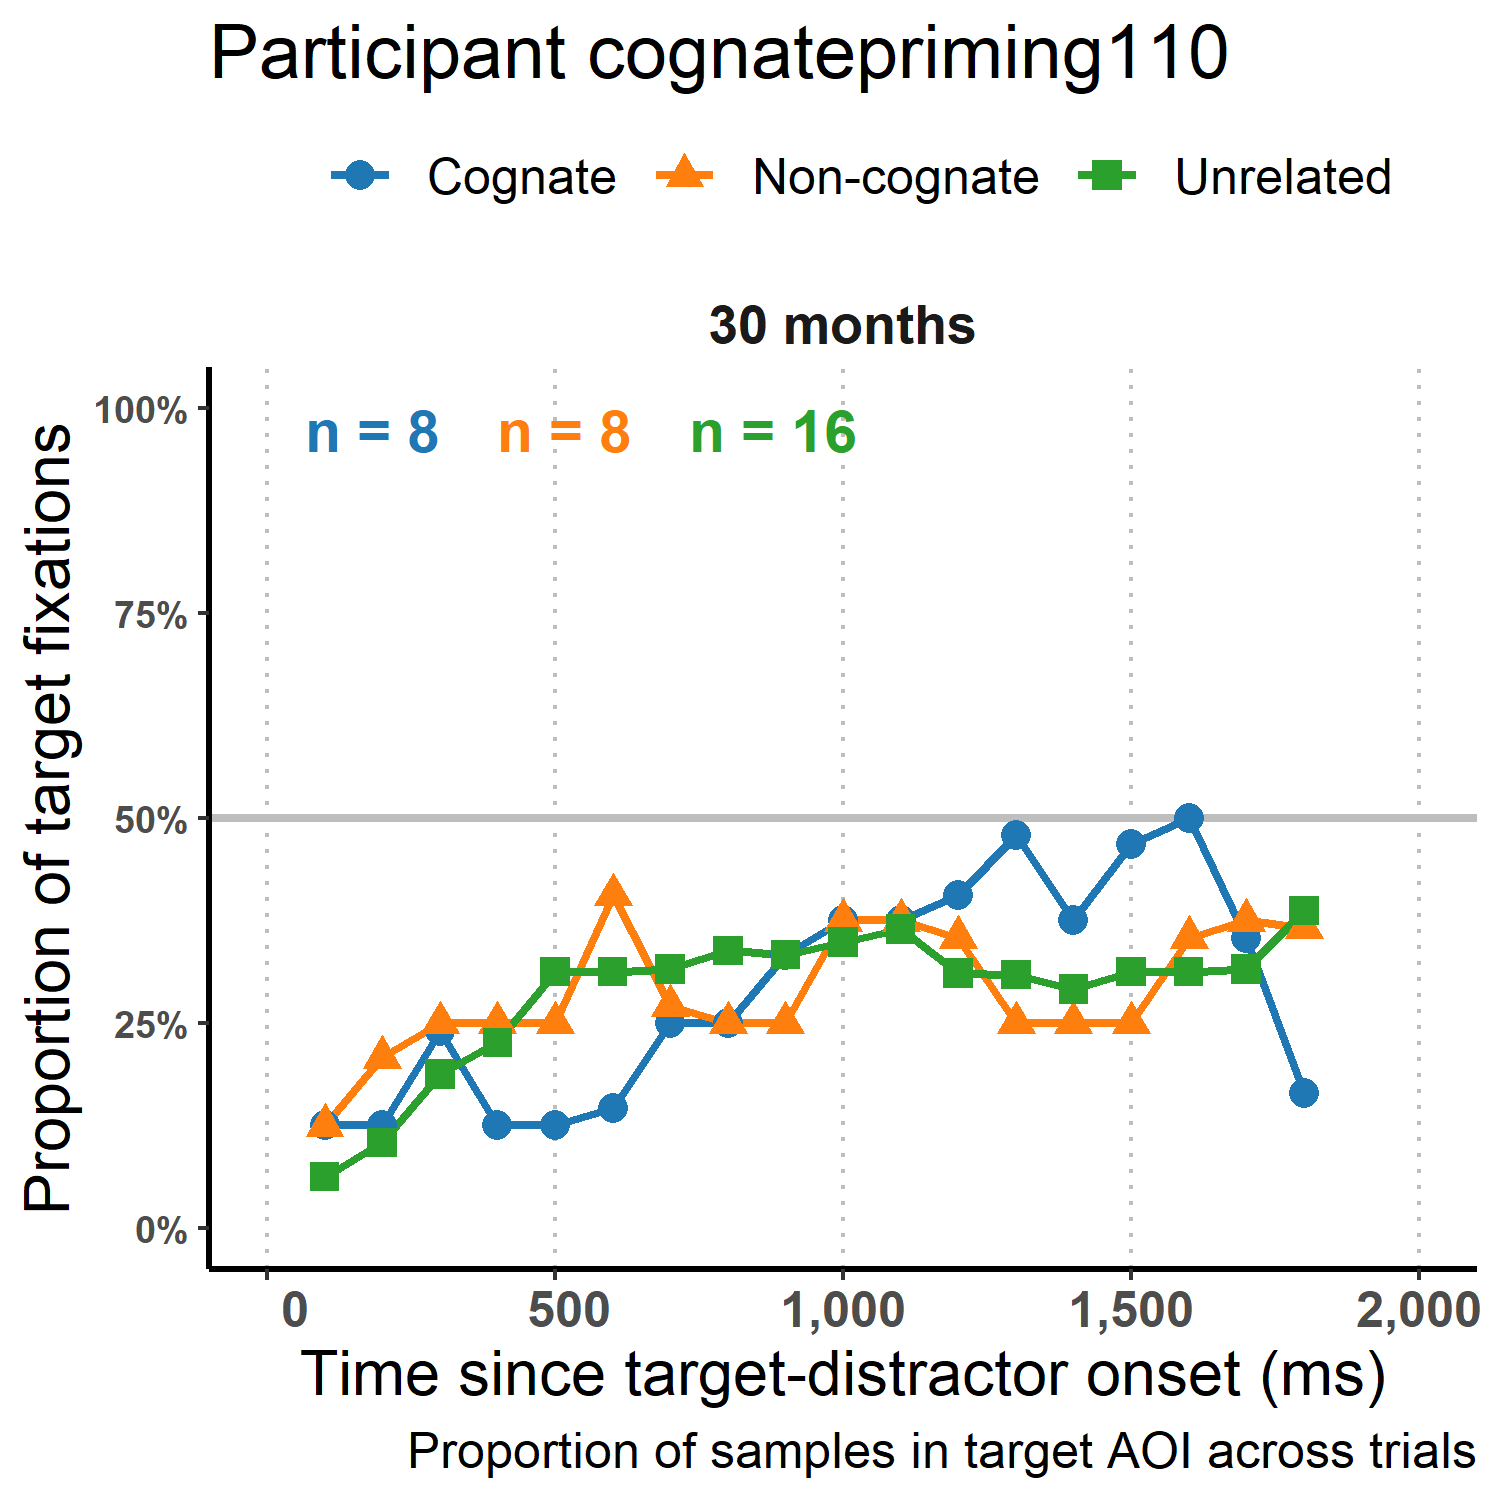 Participant cognatepriming110
Cognate Non-cognate Unrelated
30 months
n = 8 n = 8 n = 16
100%
75%
50%
25%
0%
Proportion of target fixations
0 500 1,000 1,500 2,000
Time since target-distractor onset (ms)
Proportion of samples in target AOI across trials